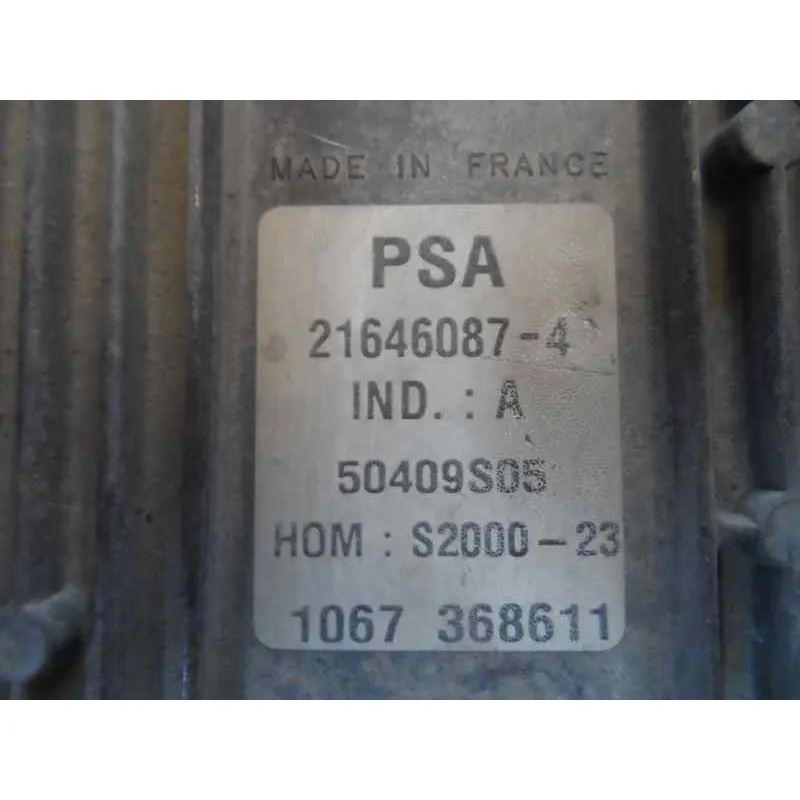 MADE IN FRANCE
PSA
21646087-4
IND. : A
50409S05
HOM : S2000-23
1067 368611